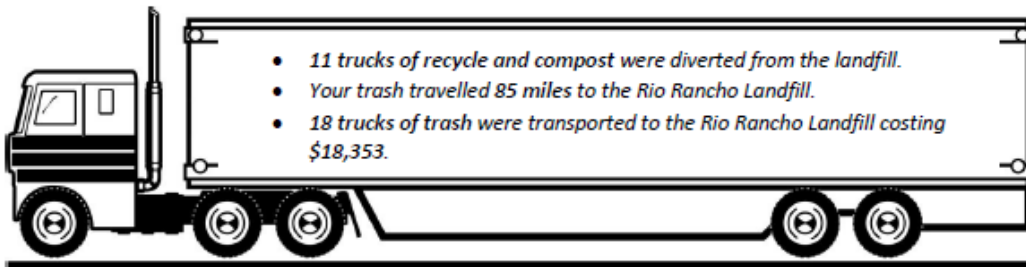 • 11 trucks of recycle and compost were diverted from the landfill.
• Your trash travelled 85 miles to the Rio Rancho Landfill.
• 18 trucks of trash were transported to the Rio Rancho Landfill costing
$18,353.